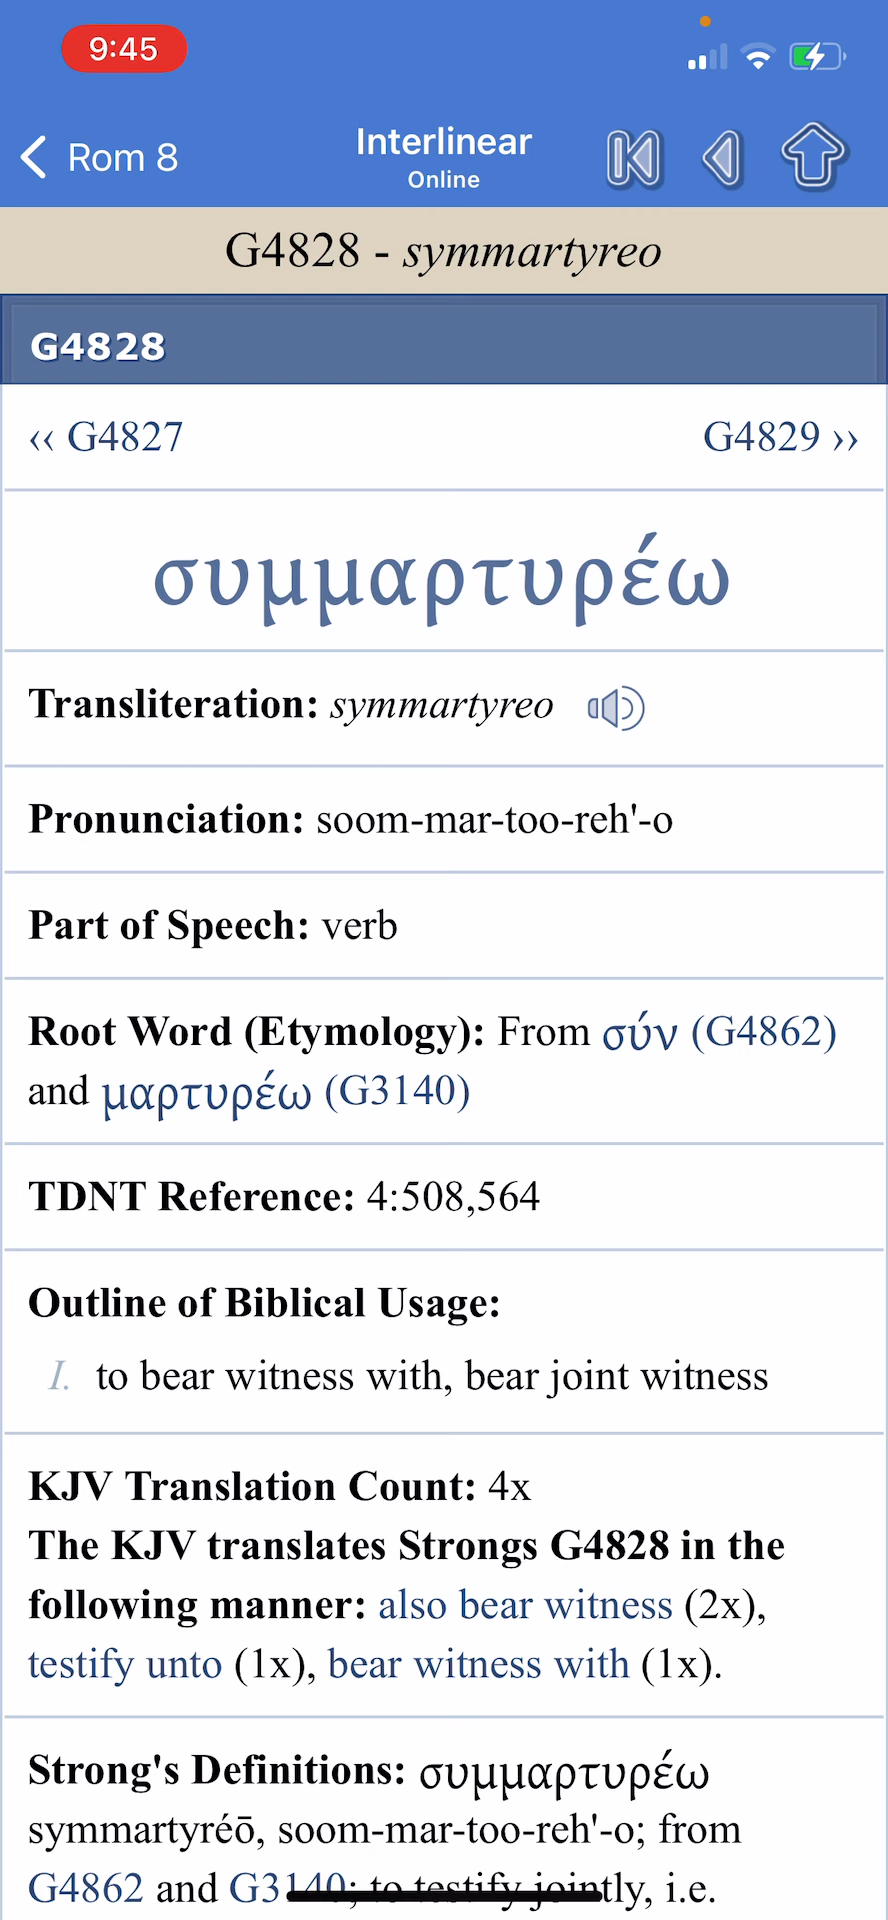 9:45
Rom 8
Interlinear
Online
G4828 - symmartyreo
G4828
‹‹ G4827
G4829 ››
συμμαρτυρέω
Transliteration: symmartyreo
Pronunciation: soom-mar-too-reh'-o
Part of Speech: verb
Root Word (Etymology): From σύν (G4862)
and μαρτυρέω (G3140)
TDNT Reference: 4:508,564
Outline of Biblical Usage:
I. to bear witness with, bear joint witness
KJV Translation Count: 4x
The KJV translates Strongs G4828 in the
following manner: also bear witness (2x),
testify unto (1x), bear witness with (1x).
Strong's Definitions: συμμαρτυρέω
symmartyréō, soom-mar-too-reh'-o; from
G4862 and G3140; to testify jointly, i.e.